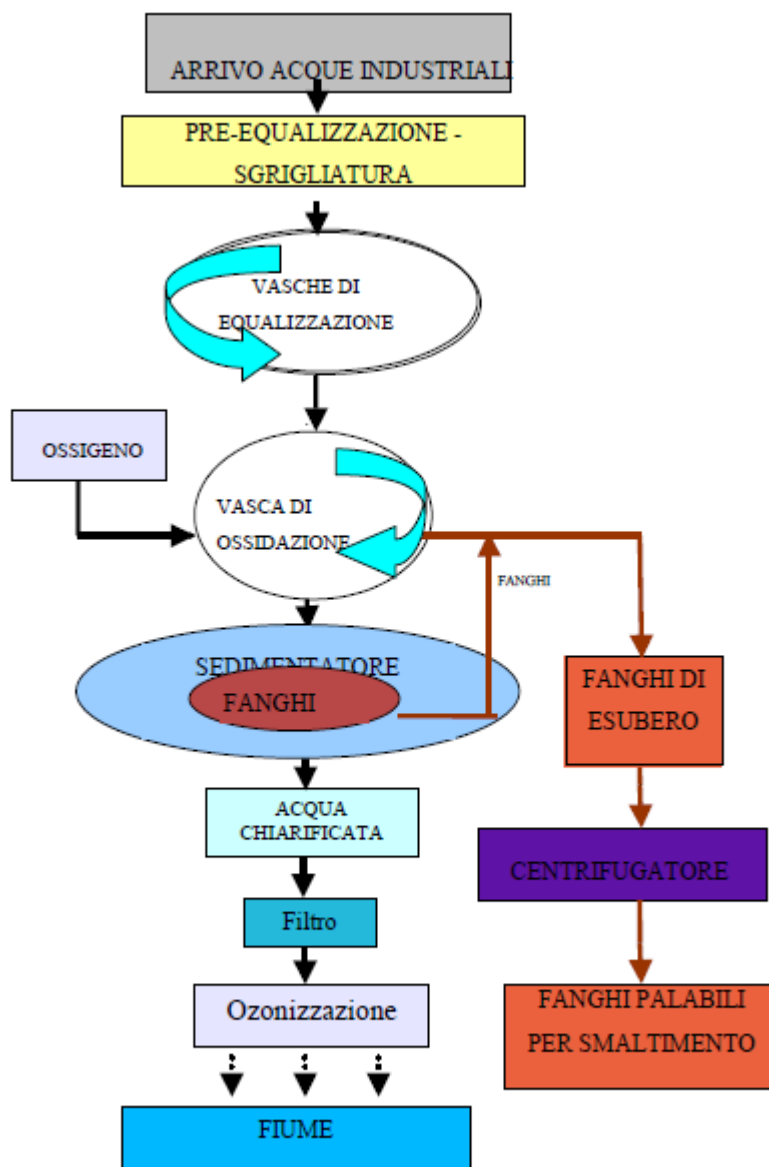 ARRIVO ACQUE INDUSTRIALI
PRE-EQUALIZZAZIONE -
SGRIGLIATURA
VASCHE DI
EQUALIZZAZIONE
OSSIGENO
VASCA DI
OSSIDAZIONE
FANGHI
SEDIMENTATORE
FANGHI
FANGHI DI
ESUBERO
ACQUA
CHIARIFICATA
CENTRIFUGATORE
Filtro
Ozonizzazione
FANGHI PALABILI
PER SMALTIMENTO
FIUME